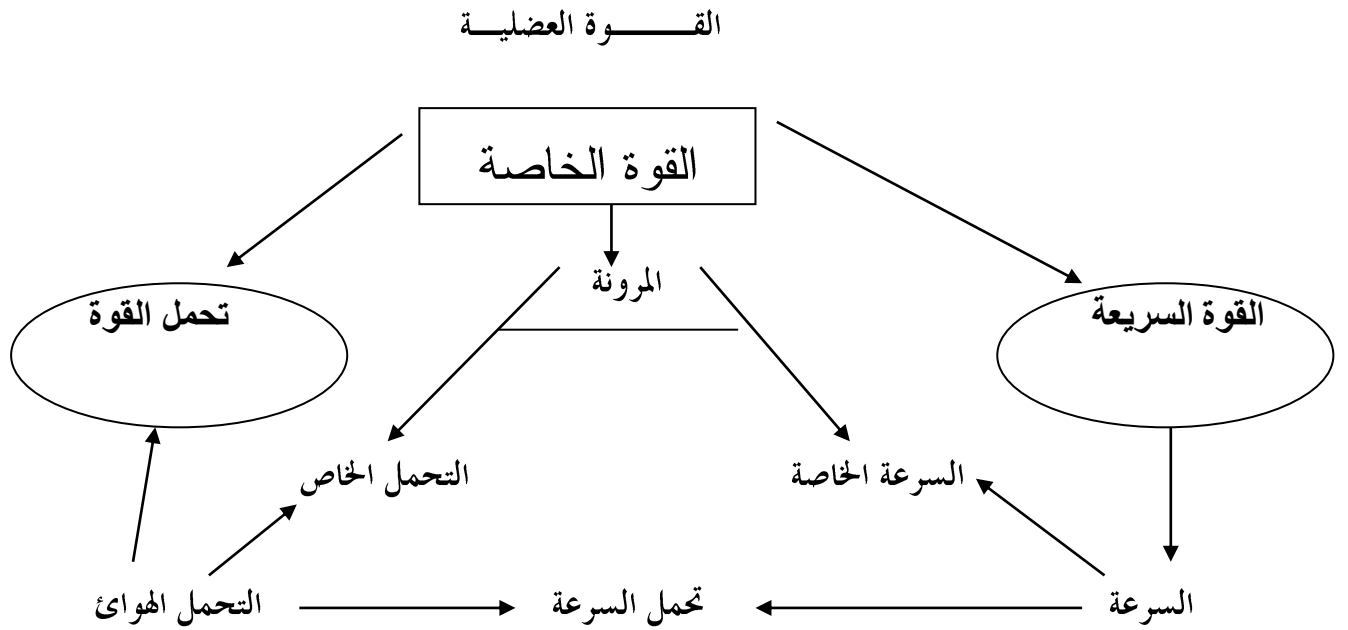 القـــــوة العضليـــة
القوة الخاصة
المرونة
القوة السريعة
تحمل القوة
السرعة الخاصة
التحمل الخاص
السرعة
تحمل السرعة
التحمل الهوائ